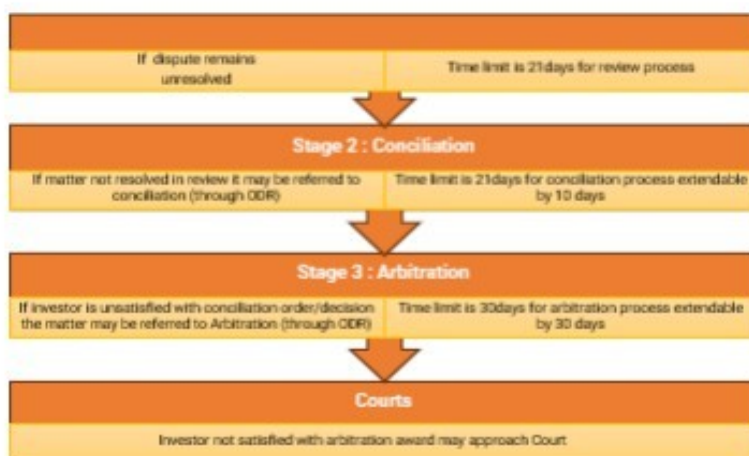 If dispute remains
unresolved
Time limit is 21days for review process
Stage 2 : Conciliation
If matter not resolved in review it may be referred to
conciliation (through ODR)
Time limit is 21days for conciliation process extendable
by 10 days
Stage 3 : Arbitration
If investor is unsatisfied with conciliation order/decision
the matter may be referred to Arbitration (through ODR)
Time limit is 30days for arbitration process extendable
by 30 days
Courts
Investor not satisfied with arbitration award may approach Court